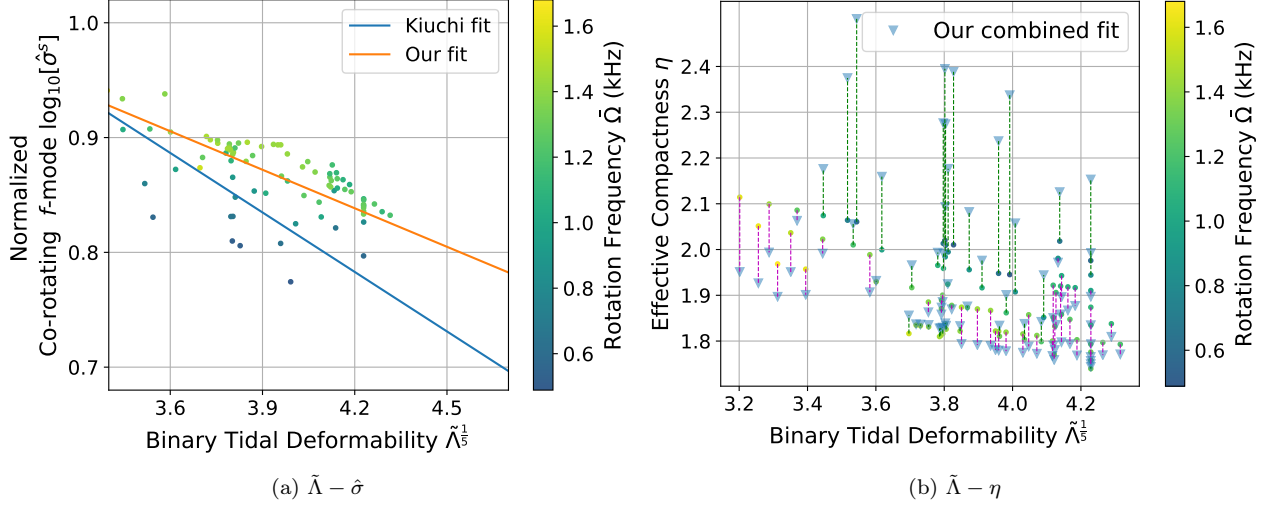 1.0
0.9
0.8
0.7
3.6
3.9
4.2
4.5
Normalized
Co-rotating f-mode log₁₀[σ̂ˢ]
Binary Tidal Deformability Λ̃^{1/5}
Kiuchi fit
Our fit
1.6
1.4
1.2
1.0
0.8
0.6
Rotation Frequency Ω̄ (kHz)
(a) Λ̃ − σ̂
2.4
2.3
2.2
2.1
2.0
1.9
1.8
3.2
3.4
3.6
3.8
4.0
4.2
Effective Compactness η
Binary Tidal Deformability Λ̃^{1/5}
Our combined fit
1.6
1.4
1.2
1.0
0.8
0.6
Rotation Frequency Ω̄ (kHz)
(b) Λ̃ − η